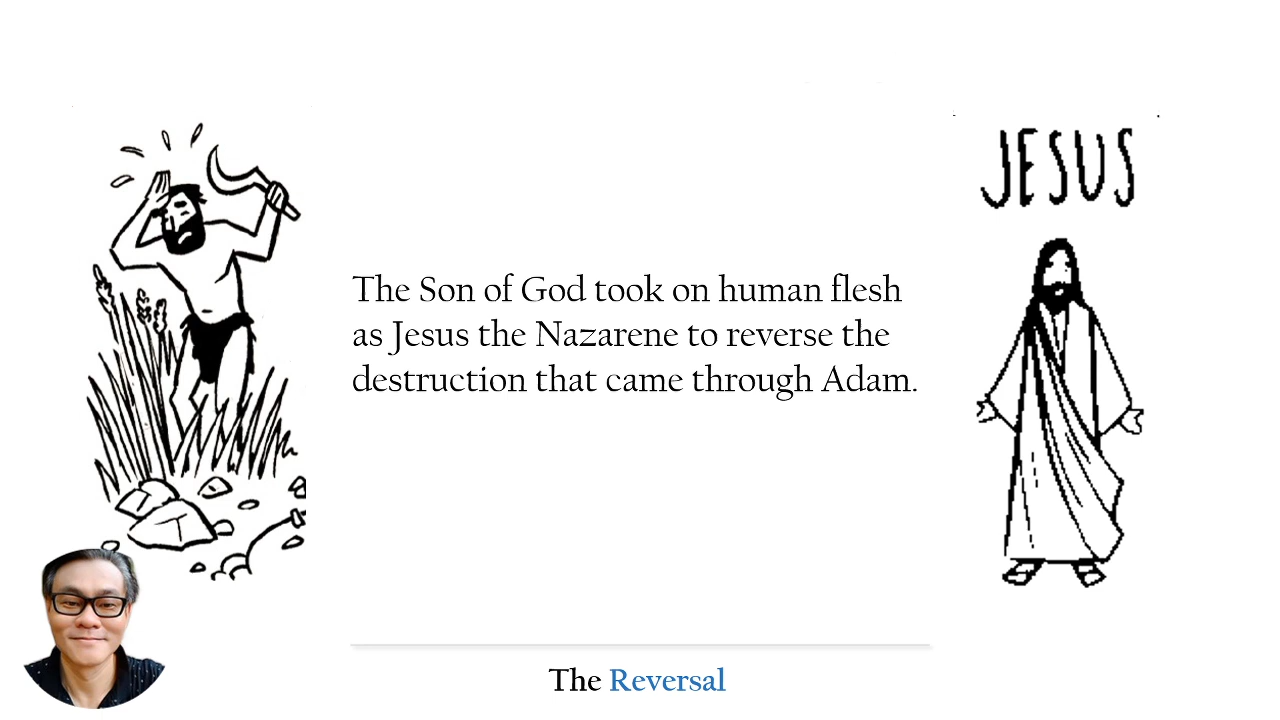 JESUS
The Son of God took on human flesh
as Jesus the Nazarene to reverse the
destruction that came through Adam.
The Reversal